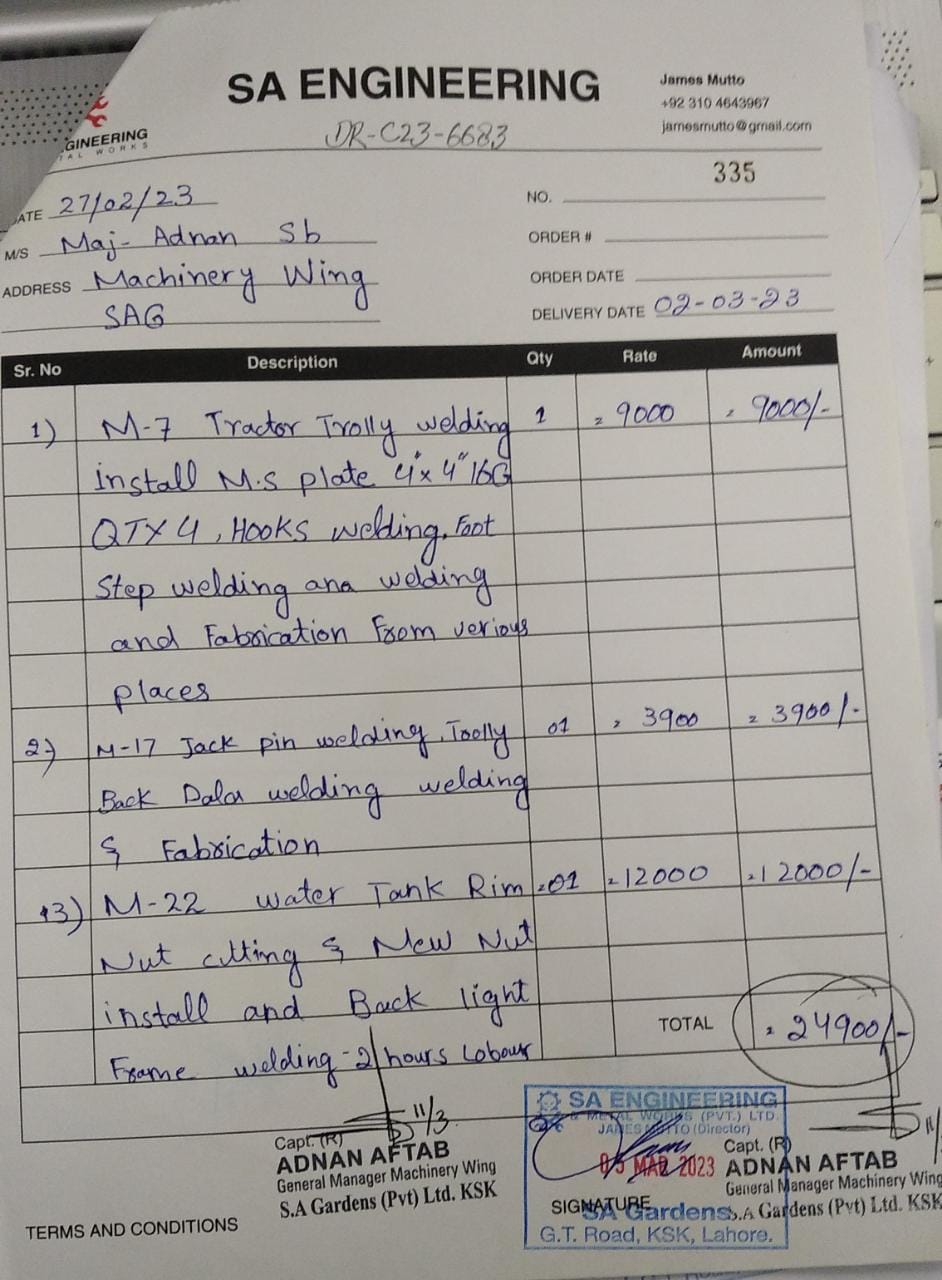 SA ENGINEERING
James Mutto
+92 310 4643967
jamesmutto@gmail.com
GINEERING
TAL WORKS
DR-C23-6683
335
NO.
ATE 27/02/23
M/S Maj- Adnan Sb
ORDER #
ADDRESS Machinery Wing
SAG
ORDER DATE
DELIVERY DATE 02-03-23
Sr. No Description Qty Rate Amount
1) M-7 Tractor Trolly welding 1 = 9000 = 9000/-
install M.S plate 4'x 4" 16G
QTY 4, Hooks welding, Foot
Step welding ana welding
and Fabrication From verious
places
2) M-17 Jack pin welding, Trolly 01 = 3900 = 3900/-
Back Dala welding welding
& Fabrication
3) M-22 water Tank Rim =01 =12000 =12000/-
Nut ctting & New Nut
install and Back light
TOTAL = 24900/-
Frame welding-2 hours Labour
11/3
Capt. (R)
ADNAN AFTAB
General Manager Machinery Wing
S.A Gardens (Pvt) Ltd. KSK
SA ENGINEERING
& METAL WORKS (PVT.) LTD.
JAMES MUTTO (Director)
03 MAR 2023
SIGNATURE
SA Gardens
G.T. Road, KSK, Lahore.
11/
Capt. (R)
ADNAN AFTAB
General Manager Machinery Wing
S.A Gardens (Pvt) Ltd. KSK
TERMS AND CONDITIONS